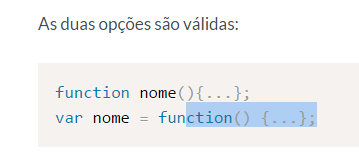 As duas opções são válidas:
function nome(){...};
var nome = function() {...};